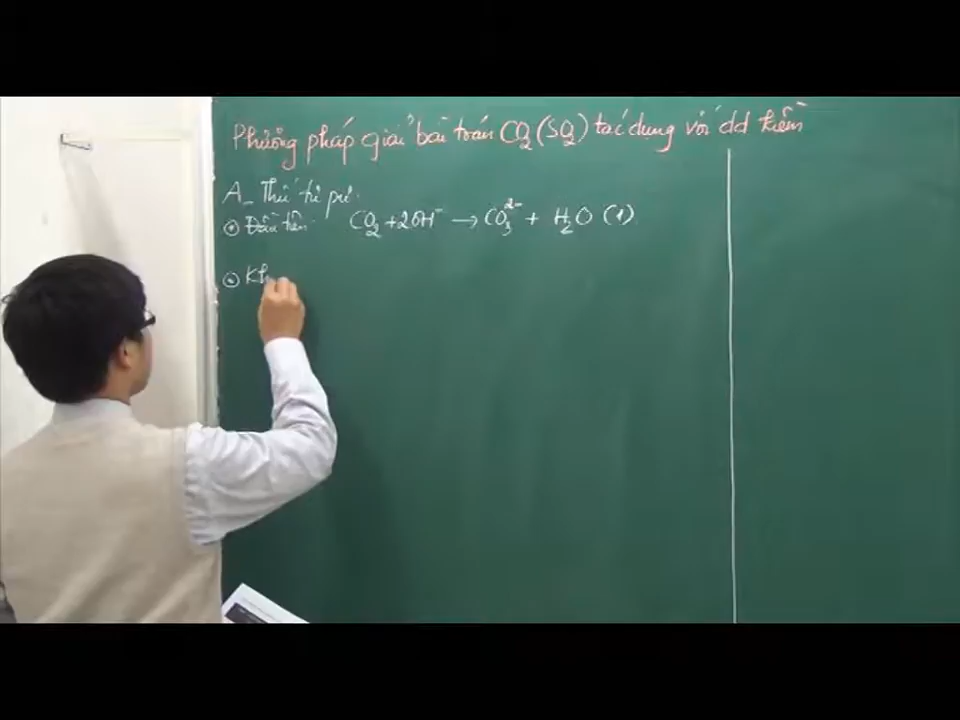 Phương pháp giải bài toán CO₂ (SO₂) tác dụng với dd kiềm
A_ Thứ tự pư.
⊙ Đầu tiên. CO₂ + 2OH⁻ → CO₃²⁻ + H₂O (1)
⊙ Kh